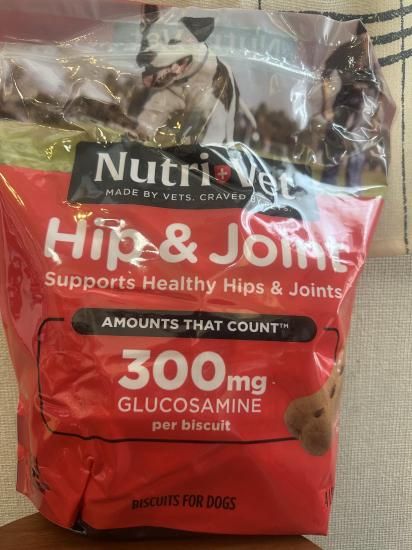 Nutri Vet
MADE BY VETS. CRAVED BY PETS.
Hip & Joint
Supports Healthy Hips & Joints
AMOUNTS THAT COUNT™
300mg
GLUCOSAMINE
per biscuit
BISCUITS FOR DOGS